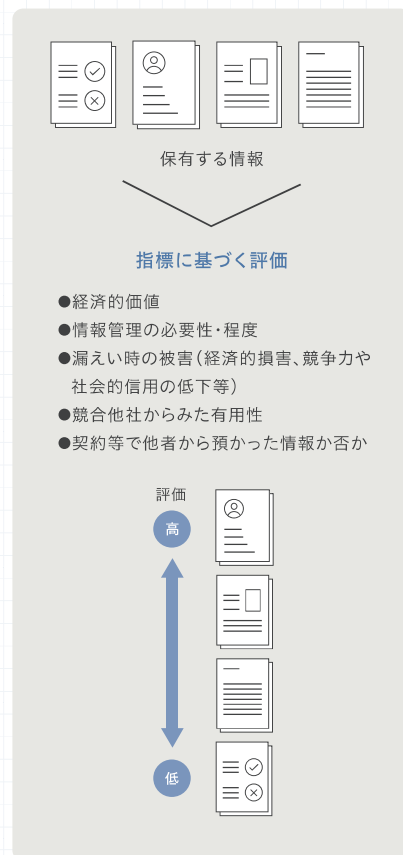 保有する情報
指標に基づく評価
●経済的価値
●情報管理の必要性・程度
●漏えい時の被害(経済的損害、競争力や
社会的信用の低下等)
●競合他社からみた有用性
●契約等で他者から預かった情報か否か
評価
高
低